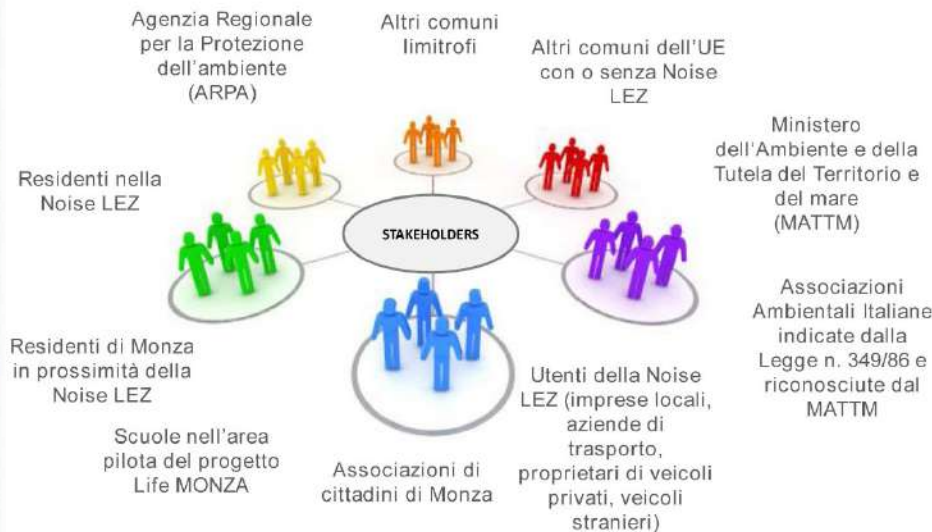 Agenzia Regionale
per la Protezione
dell'ambiente
(ARPA)
Altri comuni
limitrofi
Altri comuni dell'UE
con o senza Noise
LEZ
Ministero
dell'Ambiente e della
Tutela del Territorio e
del mare
(MATTM)
Residenti nella
Noise LEZ
STAKEHOLDERS
Associazioni
Ambientali Italiane
indicate dalla
Legge n. 349/86 e
riconosciute dal
MATTM
Residenti di Monza
in prossimità della
Noise LEZ
Utenti della Noise
LEZ (imprese locali,
aziende di
trasporto,
proprietari di veicoli
privati, veicoli
stranieri)
Scuole nell'area
pilota del progetto
Life MONZA
Associazioni di
cittadini di Monza